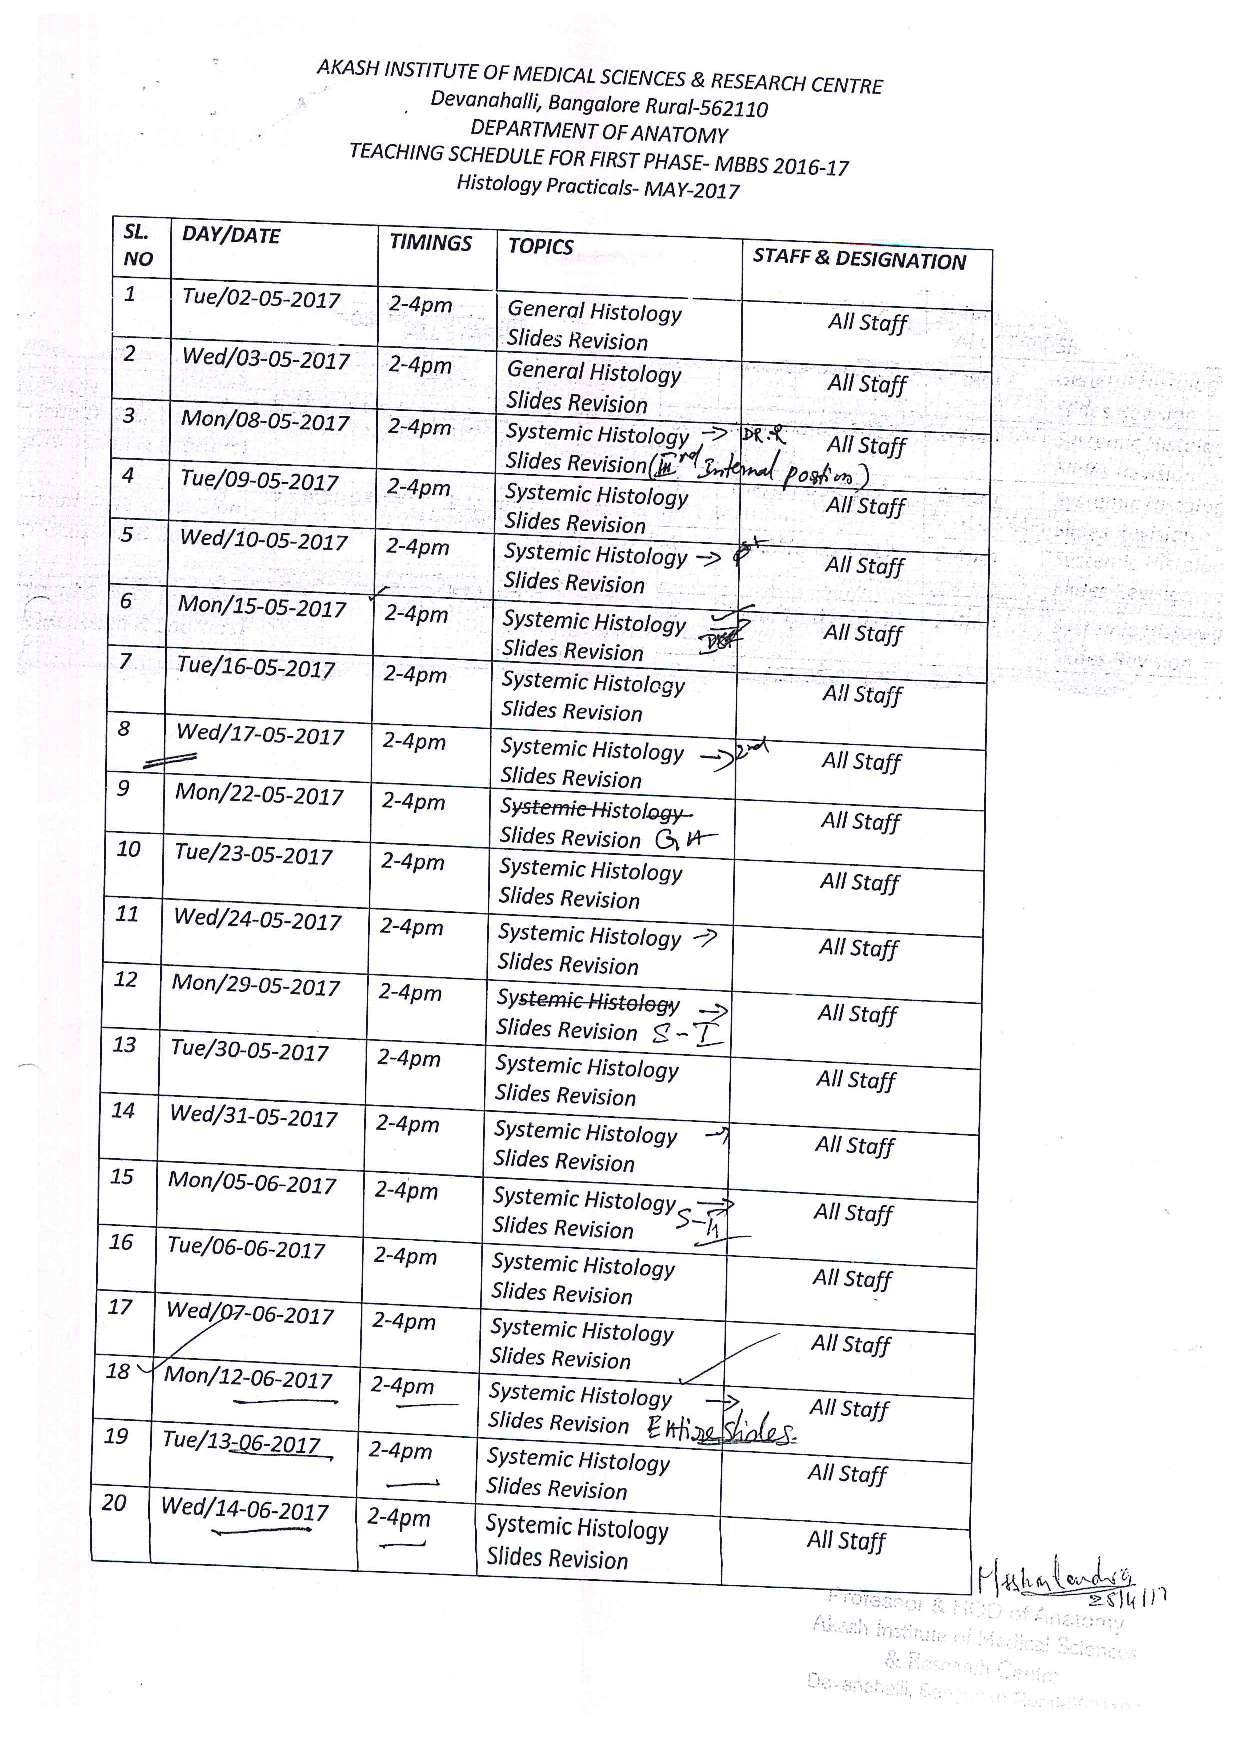 AKASH INSTITUTE OF MEDICAL SCIENCES & RESEARCH CENTRE
Devanahalli, Bangalore Rural-562110
DEPARTMENT OF ANATOMY
TEACHING SCHEDULE FOR FIRST PHASE- MBBS 2016-17
Histology Practicals- MAY-2017
SL. NO DAY/DATE TIMINGS TOPICS STAFF & DESIGNATION
1 Tue/02-05-2017 2-4pm General Histology All Staff
Slides Revision
2 Wed/03-05-2017 2-4pm General Histology All Staff
Slides Revision
3 Mon/08-05-2017 2-4pm Systemic Histology → DR.R All Staff
Slides Revision (IIIrd Internal postion)
4 Tue/09-05-2017 2-4pm Systemic Histology All Staff
Slides Revision
5 Wed/10-05-2017 2-4pm Systemic Histology → All Staff
Slides Revision
6 Mon/15-05-2017 2-4pm Systemic Histology All Staff
Slides Revision
7 Tue/16-05-2017 2-4pm Systemic Histology All Staff
Slides Revision
8 Wed/17-05-2017 2-4pm Systemic Histology → 2nd All Staff
Slides Revision
9 Mon/22-05-2017 2-4pm Systemic Histology All Staff
Slides Revision GH
10 Tue/23-05-2017 2-4pm Systemic Histology All Staff
Slides Revision
11 Wed/24-05-2017 2-4pm Systemic Histology → All Staff
Slides Revision
12 Mon/29-05-2017 2-4pm Systemic Histology → All Staff
Slides Revision S-I
13 Tue/30-05-2017 2-4pm Systemic Histology All Staff
Slides Revision
14 Wed/31-05-2017 2-4pm Systemic Histology → All Staff
Slides Revision
15 Mon/05-06-2017 2-4pm Systemic Histology → All Staff
Slides Revision S-II
16 Tue/06-06-2017 2-4pm Systemic Histology All Staff
Slides Revision
17 Wed/07-06-2017 2-4pm Systemic Histology All Staff
Slides Revision
18 Mon/12-06-2017 2-4pm Systemic Histology → All Staff
Slides Revision Entire slides.
19 Tue/13-06-2017 2-4pm Systemic Histology All Staff
Slides Revision
20 Wed/14-06-2017 2-4pm Systemic Histology All Staff
Slides Revision
25/4/17
Professor & HOD of Anatomy
Akash Institute of Medical Sciences
& Research Center
Devanahalli,